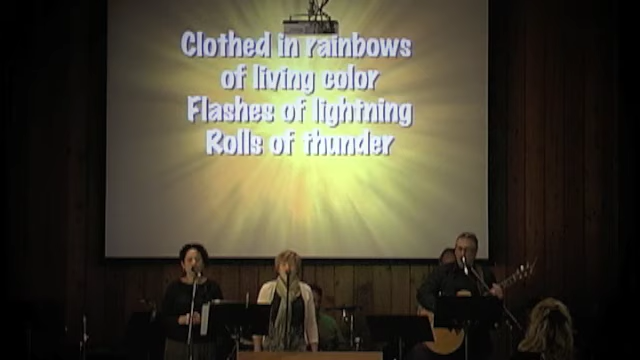 Clothed in rainbows
of living color
Flashes of lightning
Rolls of thunder